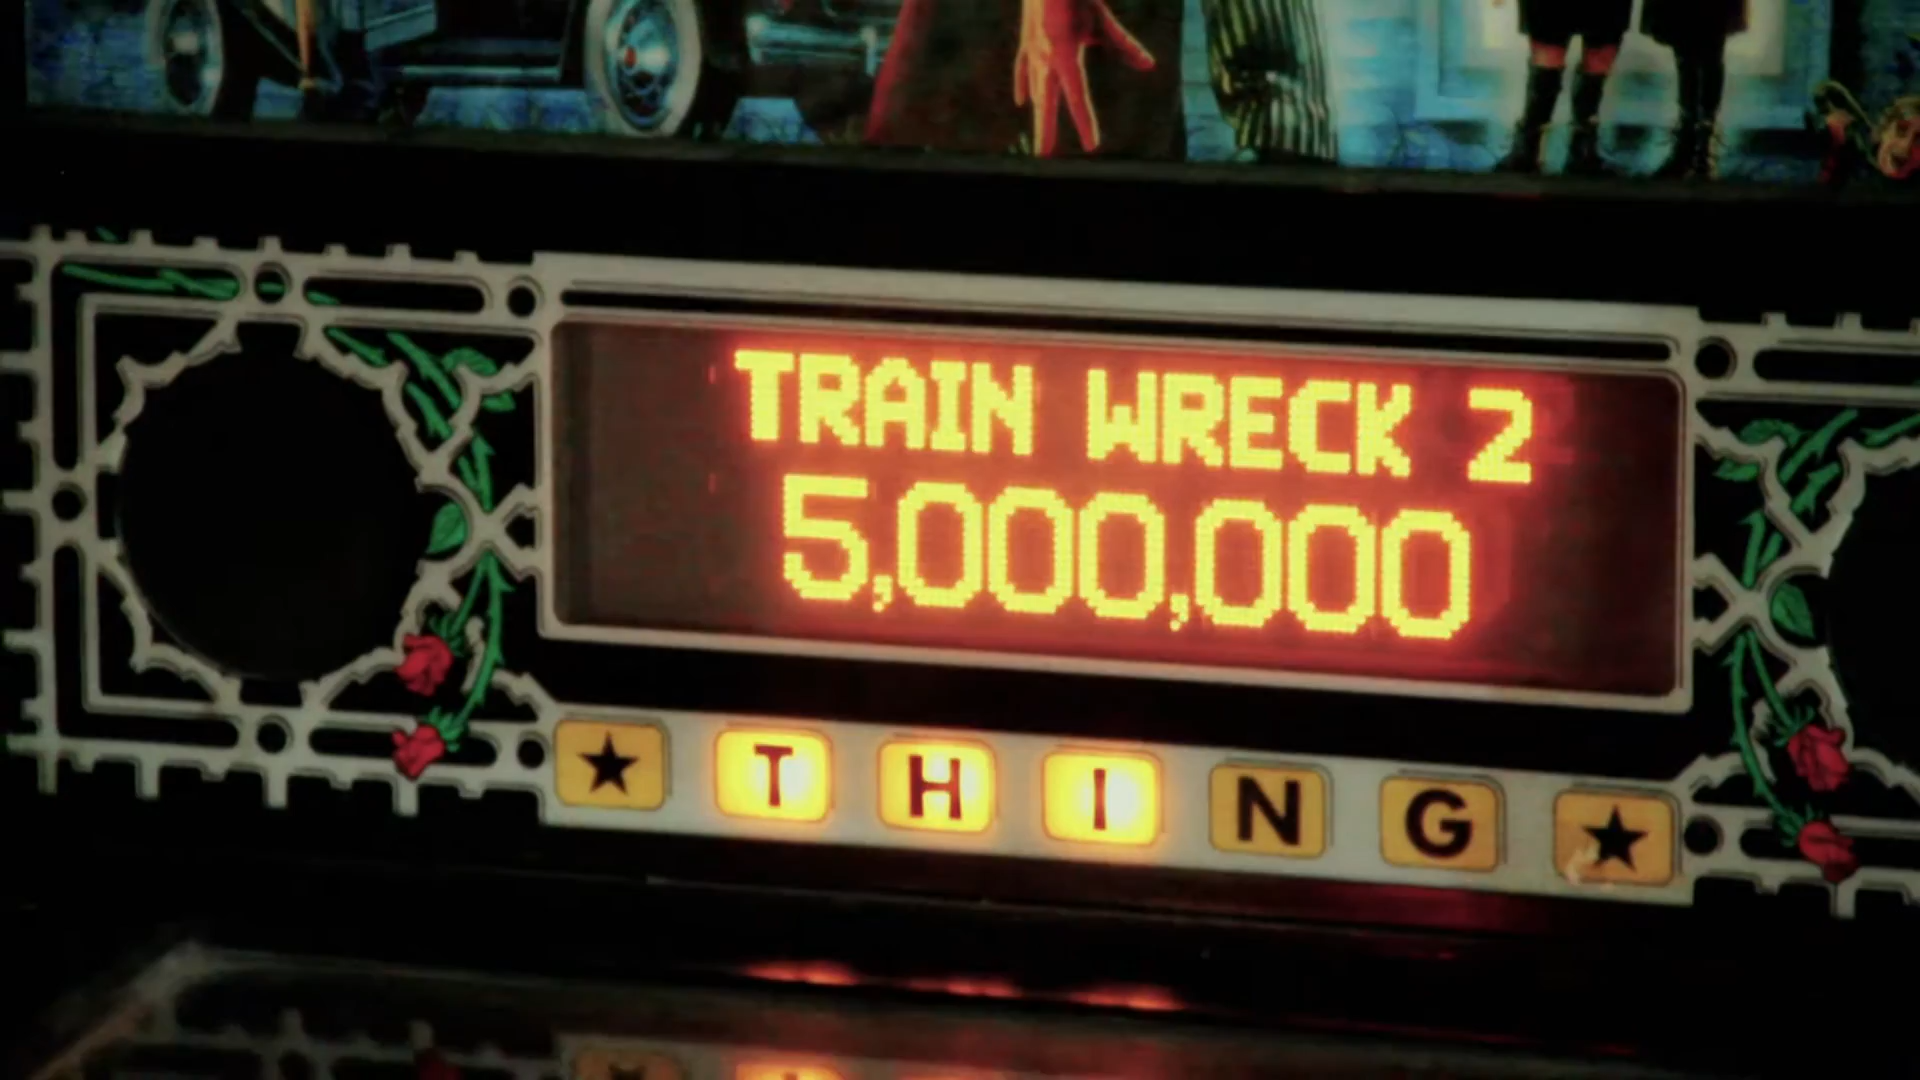 TRAIN WRECK 2
5,000,000
★ T H I N G ★